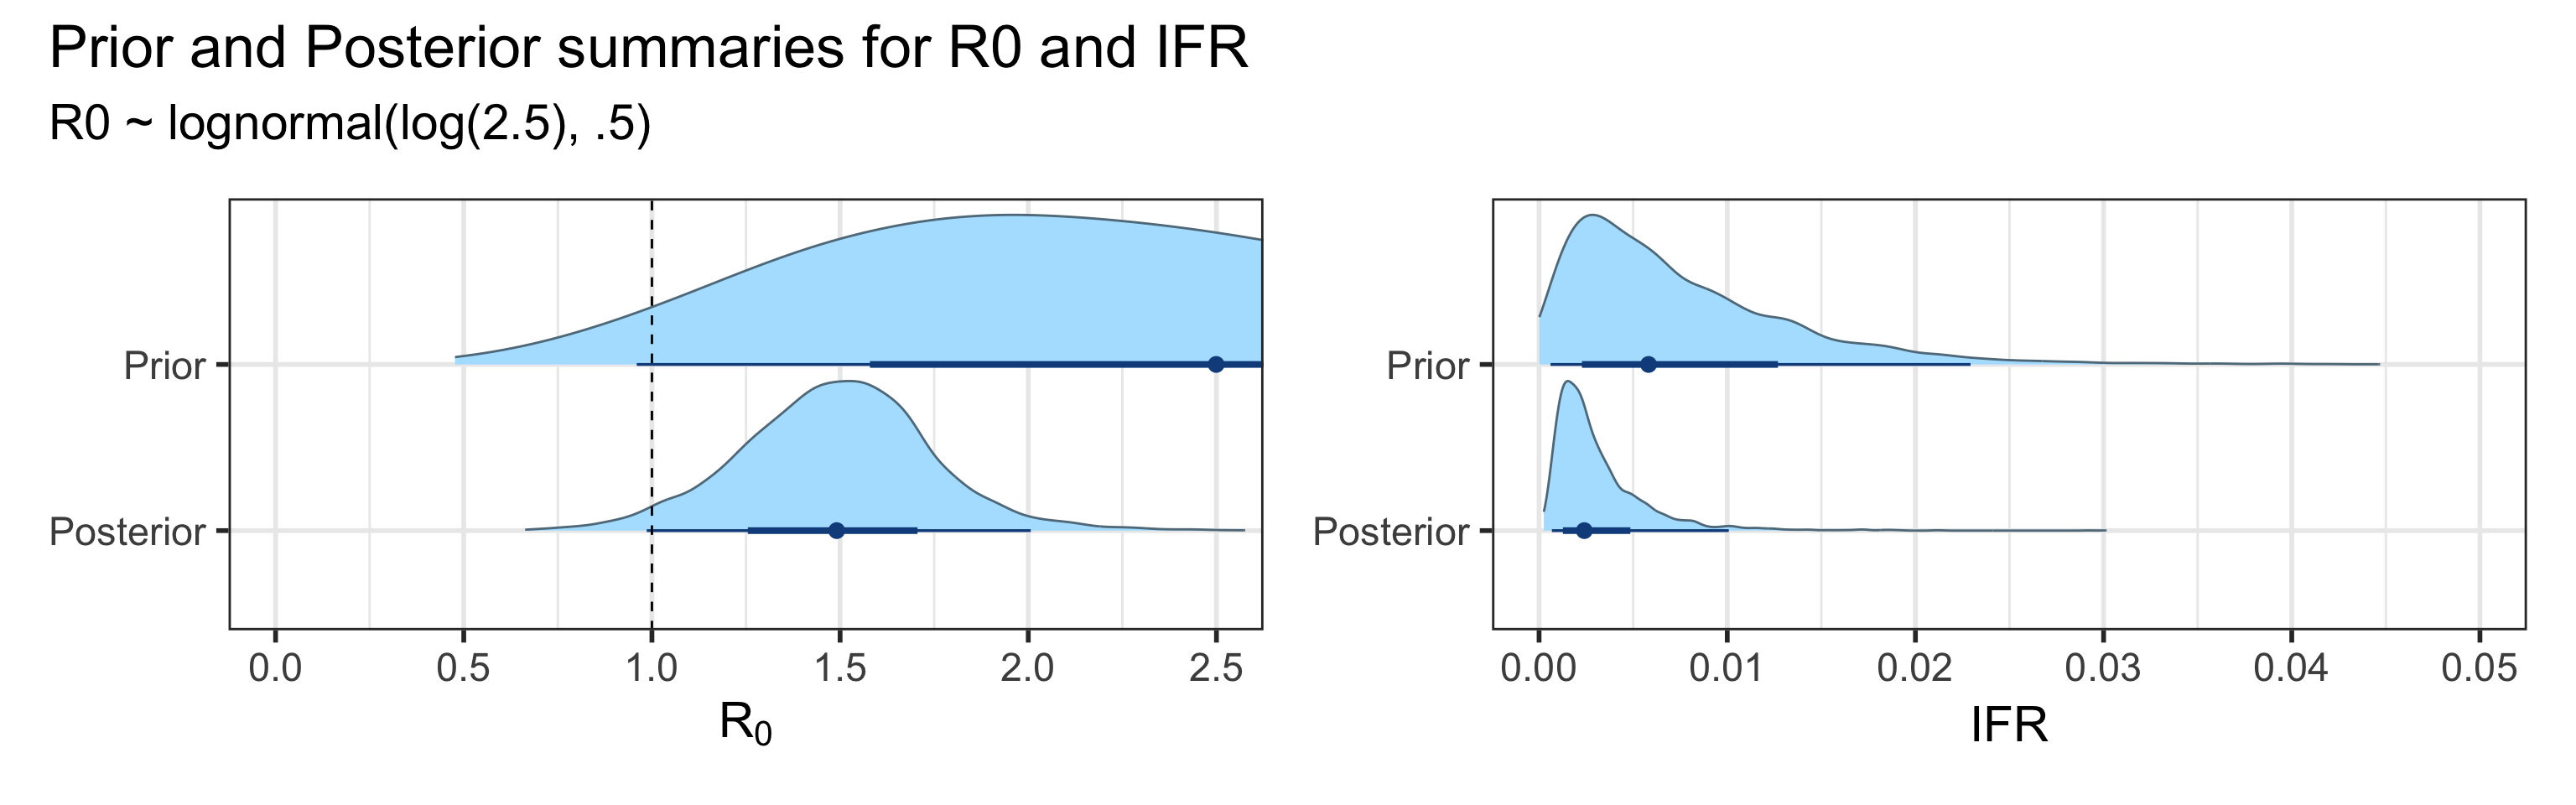 Prior and Posterior summaries for R0 and IFR
R0 ~ lognormal(log(2.5), .5)
Prior
Posterior
0.0 0.5 1.0 1.5 2.0 2.5
R₀
Prior
Posterior
0.00 0.01 0.02 0.03 0.04 0.05
IFR